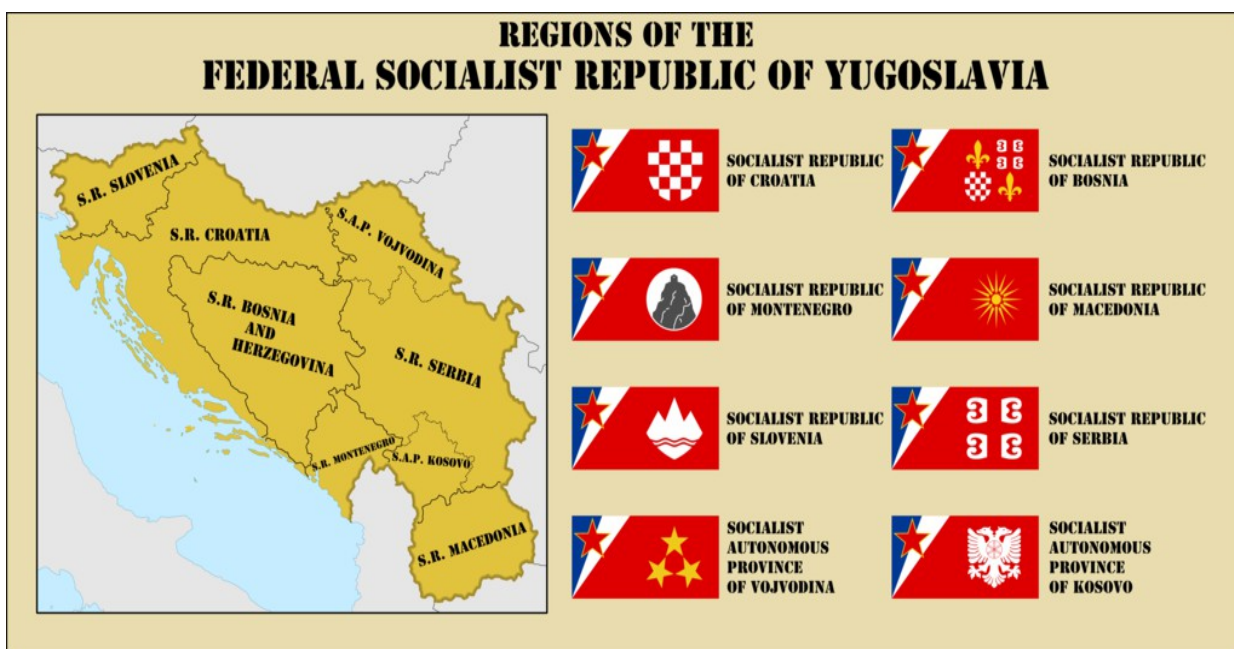 REGIONS OF THE
FEDERAL SOCIALIST REPUBLIC OF YUGOSLAVIA
S.R. SLOVENIA
S.R. CROATIA
S.A.P. VOJVODINA
S.R. BOSNIA
AND
HERZEGOVINA
S.R. SERBIA
S.R. MONTENEGRO
S.A.P. KOSOVO
S.R. MACEDONIA
SOCIALIST REPUBLIC
OF CROATIA
SOCIALIST REPUBLIC
OF BOSNIA
SOCIALIST REPUBLIC
OF MONTENEGRO
SOCIALIST REPUBLIC
OF MACEDONIA
SOCIALIST REPUBLIC
OF SLOVENIA
SOCIALIST REPUBLIC
OF SERBIA
SOCIALIST
AUTONOMOUS
PROVINCE
OF VOJVODINA
SOCIALIST
AUTONOMOUS
PROVINCE
OF KOSOVO